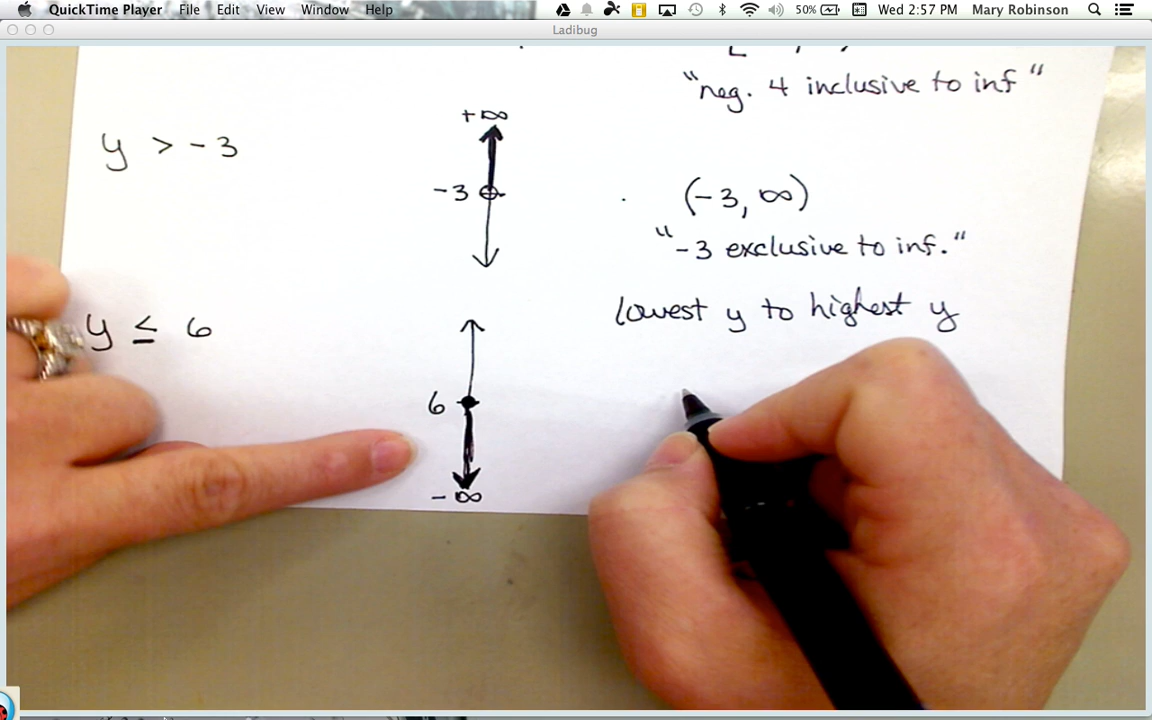 QuickTime Player File Edit View Window Help 50% Wed 2:57 PM Mary Robinson
Ladibug
"neg. 4 inclusive to inf"
y > -3
+∞
-3
(-3, ∞)
"-3 exclusive to inf."
lowest y to highest y
y ≤ 6
6
-∞